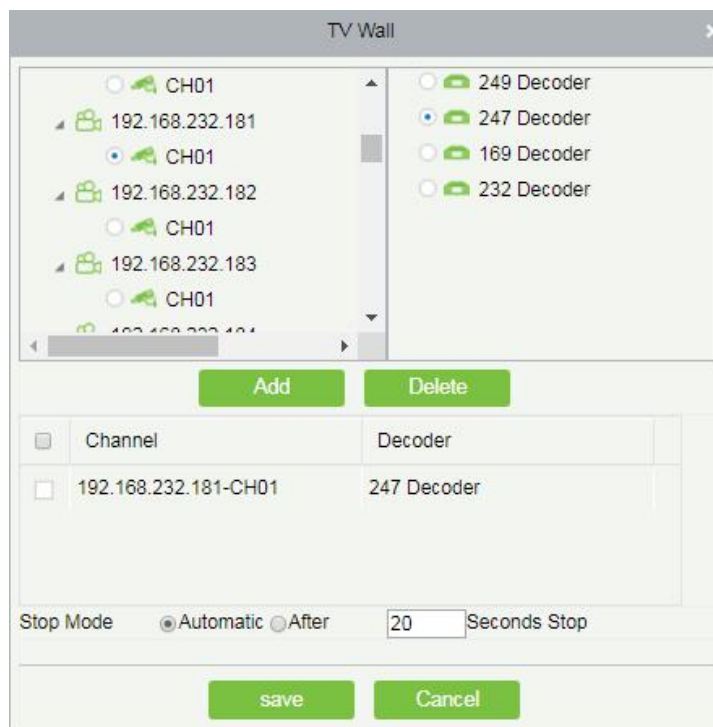 TV Wall
CH01
192.168.232.181
CH01
192.168.232.182
CH01
192.168.232.183
CH01
249 Decoder
247 Decoder
169 Decoder
232 Decoder
Add Delete
Channel Decoder
192.168.232.181-CH01 247 Decoder
Stop Mode Automatic After 20 Seconds Stop
save Cancel